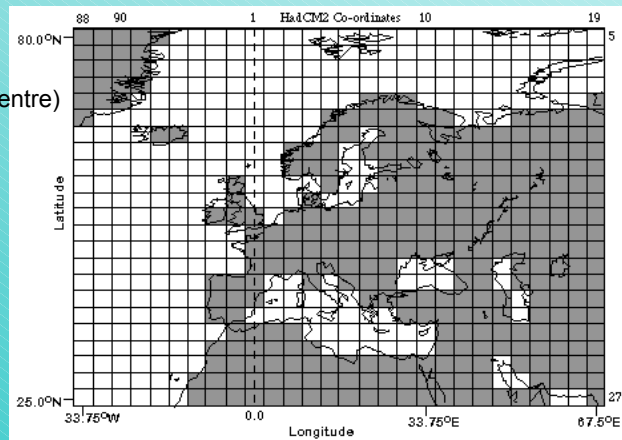 88 90 1 HadCM2 Co-ordinates 10 19
80.0°N 5
entre)
Latitude
25.0°N 27
33.75°W 0.0 33.75°E 67.5°E
Longitude